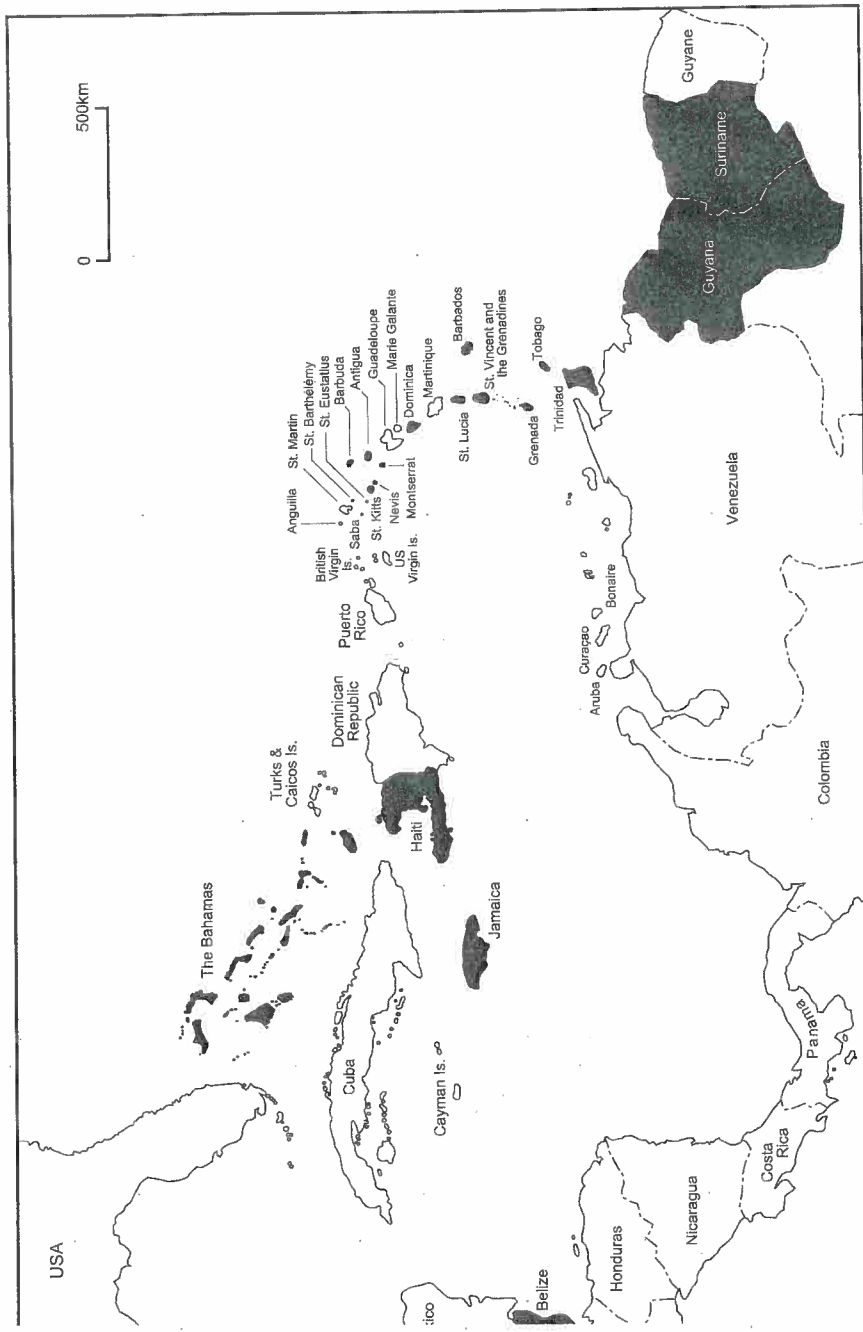 USA
The Bahamas
Turks &
Caicos Is.
0
500km
Anguilla
St. Martin
St. Barthélémy
St. Eustatius
Barbuda
Antigua
Guadeloupe
Marie Galante
Dominica
Martinique
British
Virgin
Is.
Saba
St. Kitts
Nevis
Montserrat
US
Virgin Is.
Puerto
Rico
Dominican
Republic
Haiti
Cuba
Cayman Is.
Jamaica
St. Lucia
Barbados
St. Vincent and
the Grenadines
Grenada
Tobago
Trinidad
Aruba
Curaçao
Bonaire
xico
Belize
Honduras
Nicaragua
Costa
Rica
Panama
Colombia
Venezuela
Guyana
Suriname
Guyane